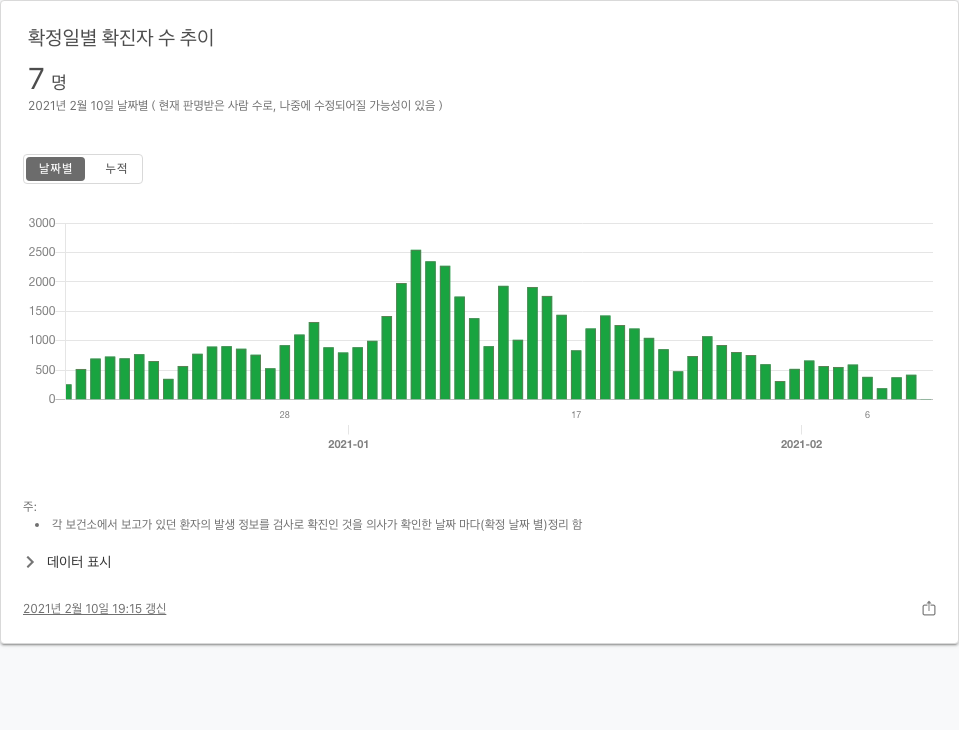 확정일별 확진자 수 추이
7 명
2021년 2월 10일 날짜별 ( 현재 판명받은 사람 수로, 나중에 수정되어질 가능성이 있음 )
날짜별 누적
3000
2500
2000
1500
1000
500
0
28 17 6
2021-01 2021-02
주:
• 각 보건소에서 보고가 있던 환자의 발생 정보를 검사로 확진인 것을 의사가 확인한 날짜 마다(확정 날짜 별)정리 함
데이터 표시
2021년 2월 10일 19:15 갱신